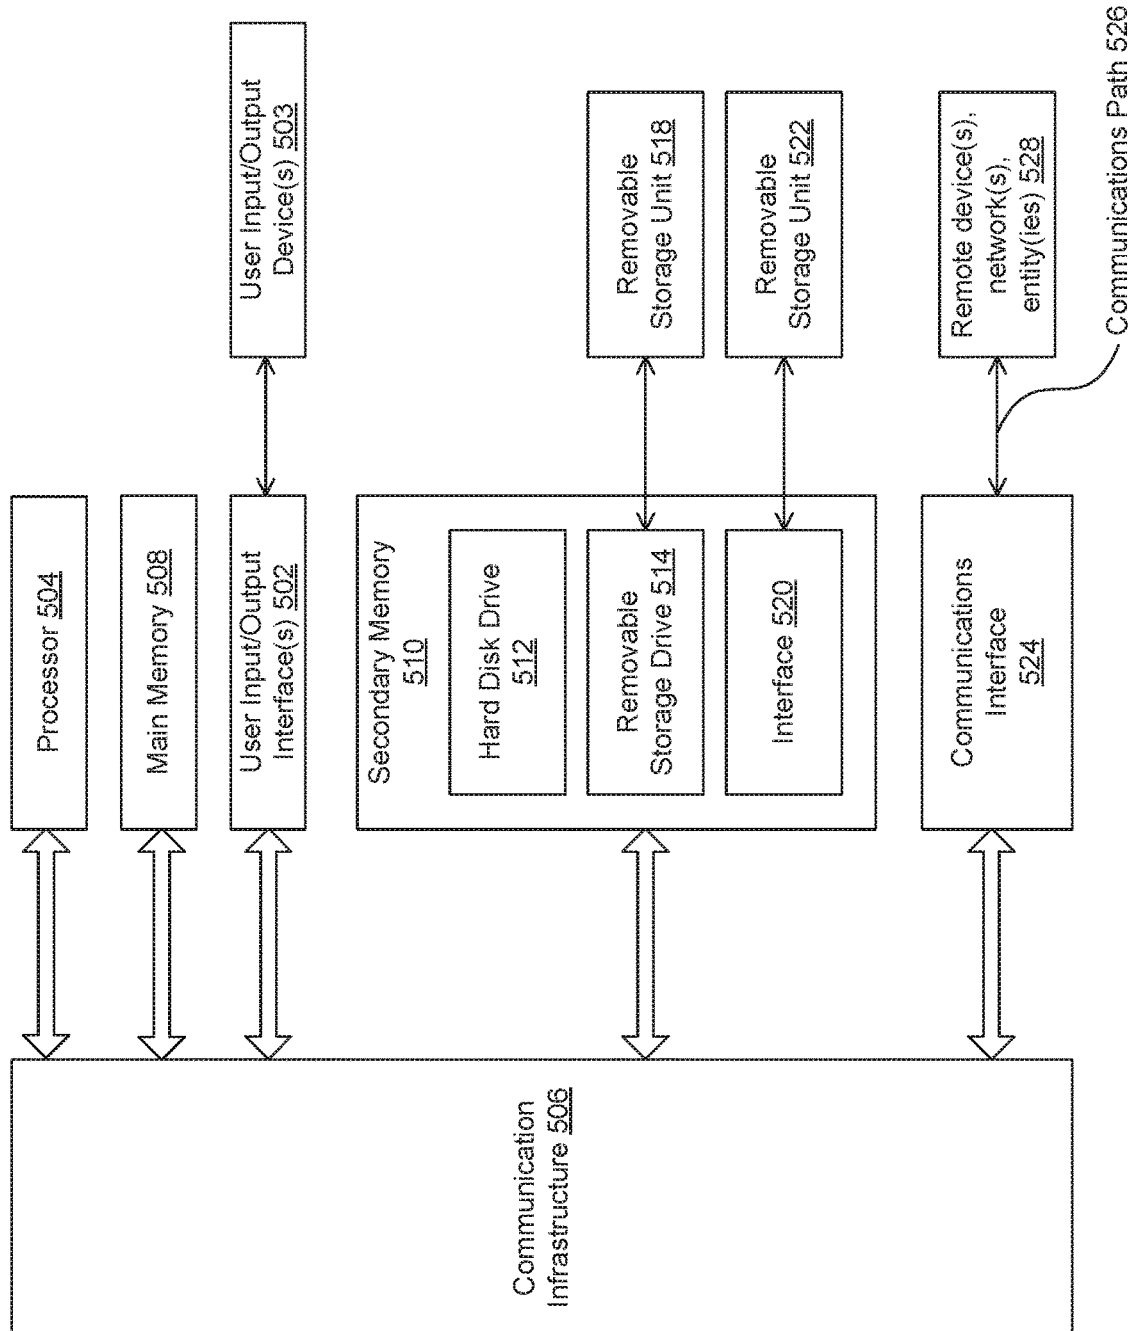 Processor 504
Main Memory 508
User Input/Output
Interface(s) 502
User Input/Output
Device(s) 503
Communication
Infrastructure 506
Secondary Memory
510
Hard Disk Drive
512
Removable
Storage Drive 514
Interface 520
Removable
Storage Unit 518
Removable
Storage Unit 522
Communications
Interface
524
Remote device(s),
network(s),
entity(ies) 528
Communications Path 526